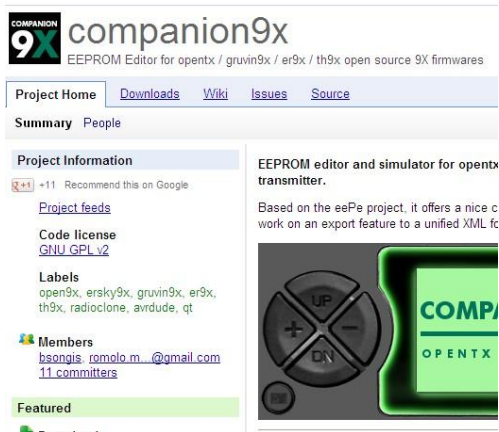 COMPANION
9X
companion9x
EEPROM Editor for opentx / gruvin9x / er9x / th9x open source 9X firmwares
Project Home Downloads Wiki Issues Source
Summary People
Project Information
g+1 +11 Recommend this on Google
Project feeds
Code license
GNU GPL v2
Labels
open9x, ersky9x, gruvin9x, er9x,
th9x, radioclone, avrdude, qt
Members
bsongis, romolo.m...@gmail.com
11 committers
Featured
EEPROM editor and simulator for opentx
transmitter.
Based on the eePe project, it offers a nice c
work on an export feature to a unified XML fo
UP
+ -
DN
COMPA
OPENTX